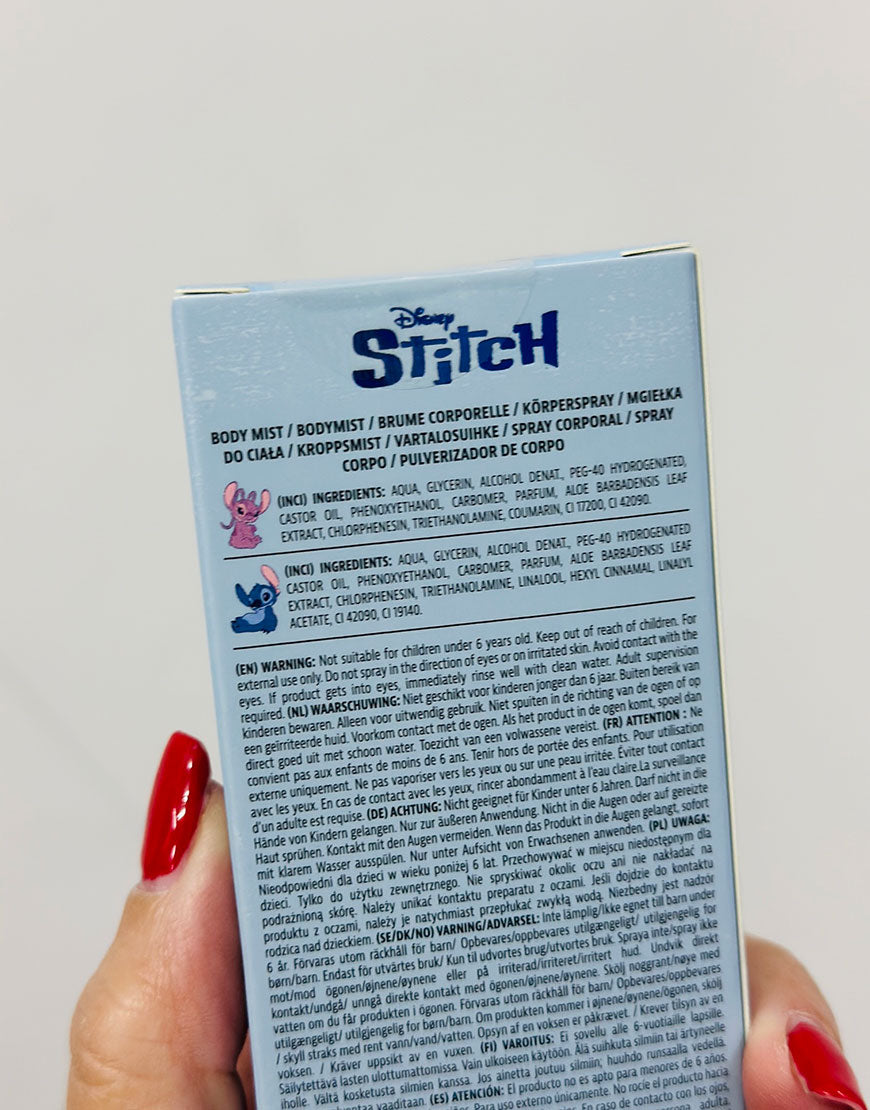 Disney
STITCH
BODY MIST / BODYMIST / BRUME CORPORELLE / KÖRPERSPRAY / MGIEŁKA
DO CIAŁA / KROPPSMIST / VARTALOSUIHKE / SPRAY CORPORAL / SPRAY
CORPO / PULVERIZADOR DE CORPO
(INCI) INGREDIENTS: AQUA, GLYCERIN, ALCOHOL DENAT., PEG-40 HYDROGENATED,
CASTOR OIL, PHENOXYETHANOL, CARBOMER, PARFUM, ALOE BARBADENSIS LEAF
EXTRACT, CHLORPHENESIN, TRIETHANOLAMINE, COUMARIN, CI 17200, CI 42090.
(INCI) INGREDIENTS: AQUA, GLYCERIN, ALCOHOL DENAT., PEG-40 HYDROGENATED
CASTOR OIL, PHENOXYETHANOL, CARBOMER, PARFUM, ALOE BARBADENSIS LEAF
EXTRACT, CHLORPHENESIN, TRIETHANOLAMINE, LINALOOL, HEXYL CINNAMAL, LINALYL
ACETATE, CI 42090, CI 19140.
(EN) WARNING: Not suitable for children under 6 years old. Keep out of reach of children. For
external use only. Do not spray in the direction of eyes or on irritated skin. Avoid contact with the
eyes. If product gets into eyes, immediately rinse well with clean water. Adult supervision
required. (NL) WAARSCHUWING: Niet geschikt voor kinderen jonger dan 6 jaar. Buiten bereik van
kinderen bewaren. Alleen voor uitwendig gebruik. Niet spuiten in de richting van de ogen of op
een geïrriteerde huid. Voorkom contact met de ogen. Als het product in de ogen komt, spoel dan
direct goed uit met schoon water. Toezicht van een volwassene vereist. (FR) ATTENTION : Ne
convient pas aux enfants de moins de 6 ans. Tenir hors de portée des enfants. Pour utilisation
externe uniquement. Ne pas vaporiser vers les yeux ou sur une peau irritée. Éviter tout contact
avec les yeux. En cas de contact avec les yeux, rincer abondamment à l'eau claire.La surveillance
d'un adulte est requise. (DE) ACHTUNG: Nicht geeignet für Kinder unter 6 Jahren. Darf nicht in die
Hände von Kindern gelangen. Nur zur äußeren Anwendung. Nicht in die Augen oder auf gereizte
Haut sprühen. Kontakt mit den Augen vermeiden. Wenn das Produkt in die Augen gelangt, sofort
mit klarem Wasser ausspülen. Nur unter Aufsicht von Erwachsenen anwenden. (PL) UWAGA:
Nieodpowiedni dla dzieci w wieku poniżej 6 lat. Przechowywać w miejscu niedostępnym dla
dzieci. Tylko do użytku zewnętrznego. Nie spryskiwać okolic oczu ani nie nakładać na
podrażnioną skórę. Należy unikać kontaktu preparatu z oczami. Jeśli dojdzie do kontaktu
produktu z oczami, należy je natychmiast przepłukać zwykłą wodą. Niezbędny jest nadzór
rodzica nad dzieckiem. (SE/DK/NO) VARNING/ADVARSEL: Inte lämplig/Ikke egnet till barn under
6 år. Förvaras utom räckhåll för barn/ Opbevares/oppbevares utilgængeligt/ utilgjengelig for
børn/barn. Endast för utvärtes bruk/ Kun til udvortes brug/utvortes bruk. Spraya inte/spray ikke
mot/mod ögonen/øjnene/øynene eller på irriterad/irriteret/irritert hud. Undvik direkt
kontakt/undgå/ unngå direkte kontakt med ögonen/øjnene/øynene. Skölj noggrant/nøye med
vatten om du får produkten i ögonen. Förvaras utom räckhåll för barn/ Opbevares/oppbevares
utilgængeligt/ utilgjengelig for børn/barn. Om produkten kommer i øjnene/øynene/ögonen, skölj
/ skyll straks med rent vann/vand/vatten. Opsyn af en voksen er påkrævet. / Krever tilsyn av en
voksen. / Kräver uppsikt av en vuxen. (FI) VAROITUS: Ei sovellu alle 6-vuotiaille lapsille.
Säilytettävä lasten ulottumattomissa. Vain ulkoiseen käyttöön. Älä suihkuta silmiin tai ärtyneelle
iholle. Vältä kosketusta silmien kanssa. Jos ainetta joutuu silmiin, huuhdo runsaalla vedellä.
vaaditaan. (ES) ATENCIÓN: El producto no es apto para menores de 6 años.
Para uso externo únicamente. No rocíe el producto hacia
En caso de contacto con los ojos,
adulta.